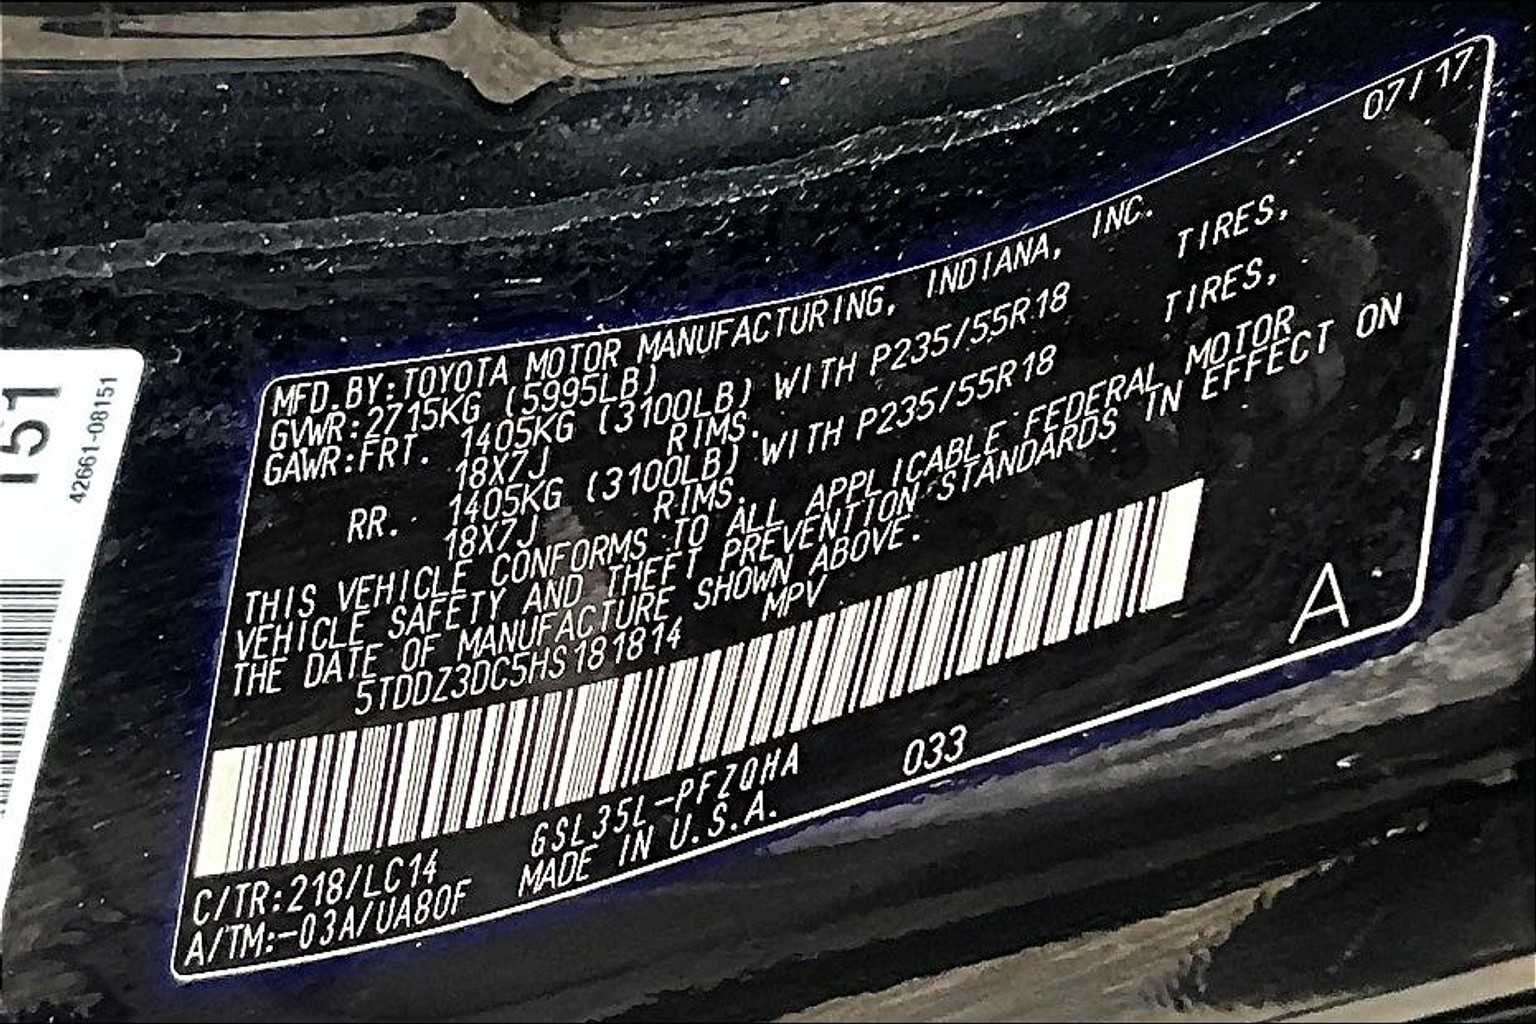 07/17
MFD.BY:TOYOTA MOTOR MANUFACTURING, INDIANA, INC.
GVWR:2715KG (5995LB)
GAWR:FRT. 1405KG (3100LB) WITH P235/55R18 TIRES,
18X7J RIMS.
RR. 1405KG (3100LB) WITH P235/55R18 TIRES,
18X7J RIMS.
THIS VEHICLE CONFORMS TO ALL APPLICABLE FEDERAL MOTOR
VEHICLE SAFETY AND THEFT PREVENTION STANDARDS IN EFFECT ON
THE DATE OF MANUFACTURE SHOWN ABOVE.
5TDDZ3DC5HS181814 MPV
A
C/TR:218/LC14 GSL35L-PFZQHA 033
A/TM:-03A/UA80F MADE IN U.S.A.
151
42661-08151